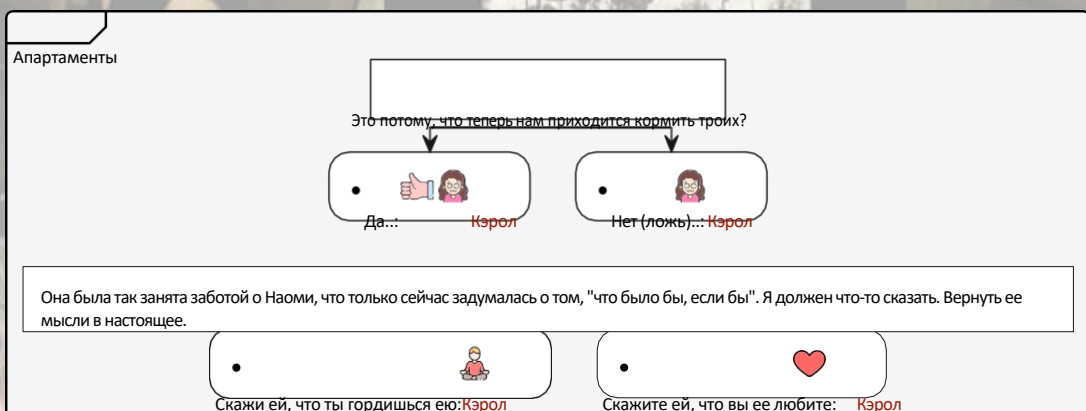 Апартаменты
Это потому, что теперь нам приходится кормить троих?
Да..: Кэрол
Нет (ложь)..: Кэрол
Она была так занята заботой о Наоми, что только сейчас задумалась о том, "что было бы, если бы". Я должен что-то сказать. Вернуть ее
мысли в настоящее.
Скажи ей, что ты гордишься ею:Кэрол
Скажите ей, что вы ее любите: Кэрол